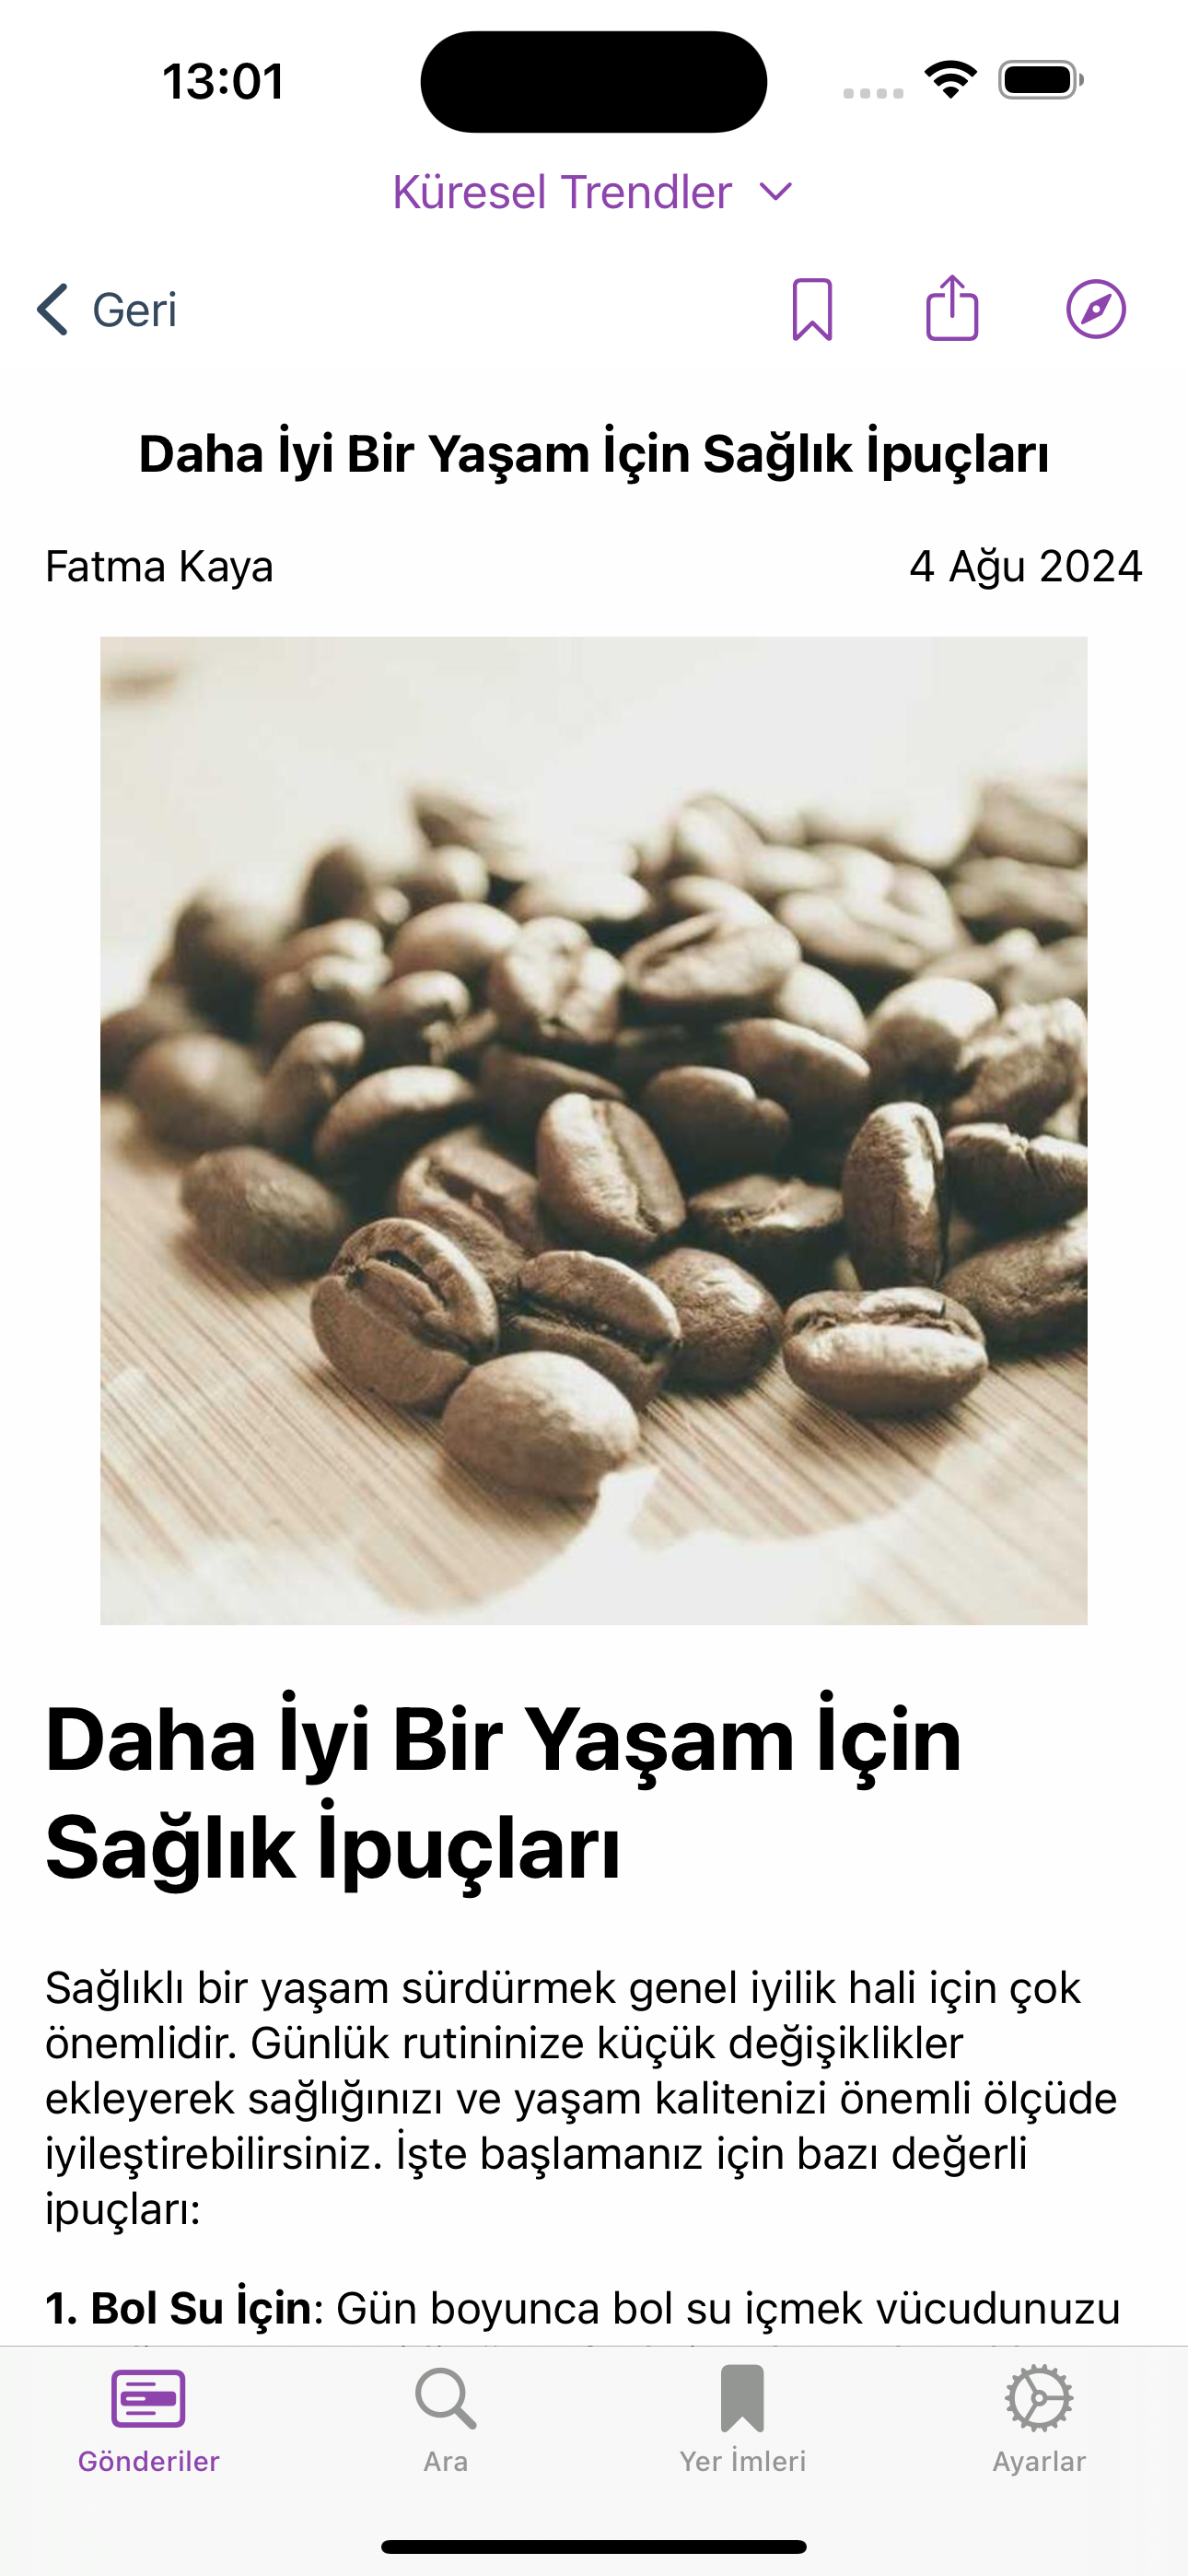 13:01
Küresel Trendler
Geri
Daha İyi Bir Yaşam İçin Sağlık İpuçları
Fatma Kaya
4 Ağu 2024
Daha İyi Bir Yaşam İçin
Sağlık İpuçları
Sağlıklı bir yaşam sürdürmek genel iyilik hali için çok
önemlidir. Günlük rutininize küçük değişiklikler
ekleyerek sağlığınızı ve yaşam kalitenizi önemli ölçüde
iyileştirebilirsiniz. İşte başlamanız için bazı değerli
ipuçları:
1. Bol Su İçin: Gün boyunca bol su içmek vücudunuzu
Gönderiler
Ara
Yer İmleri
Ayarlar